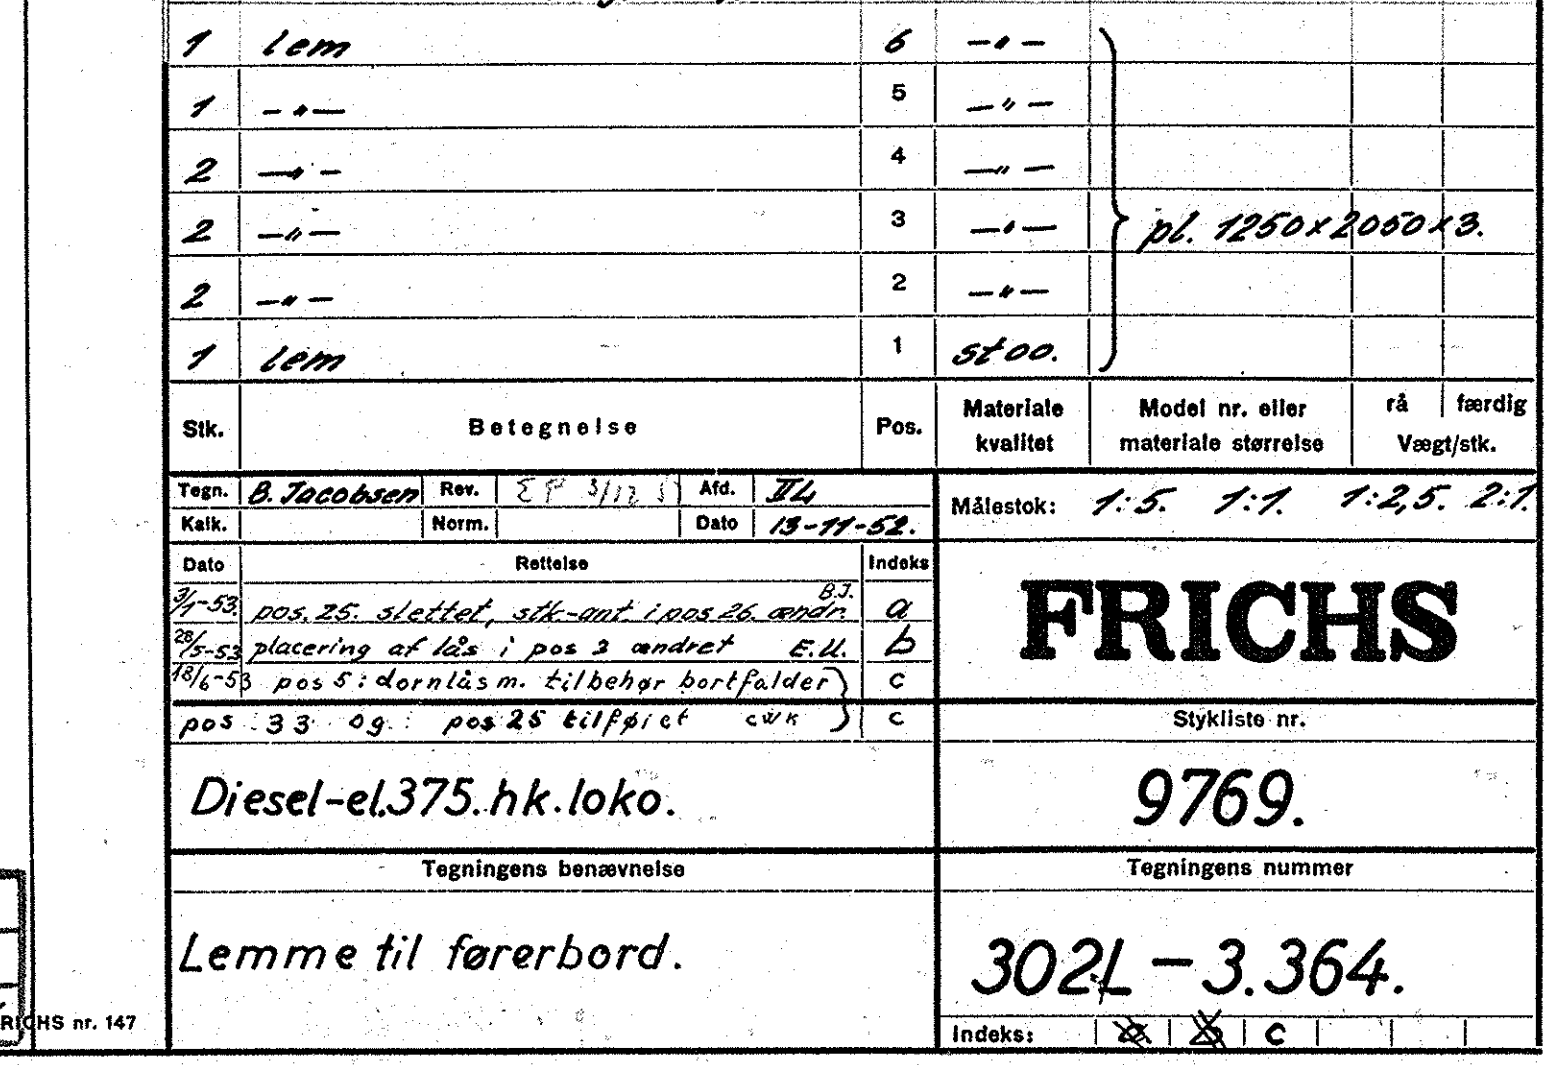 1 lem 6 —〃—
1 —〃— 5 —〃—
2 —〃— 4 —〃—
2 —〃— 3 —〃— pl. 1250x2050x3.
2 —〃— 2 —〃—
1 lem 1 st00.
Stk. Betegnelse Pos. Materiale kvalitet Model nr. eller materiale størrelse rå færdig Vægt/stk.
Tegn. B. Jacobsen Rev. 3/12 Afd. II4 Målestok: 1:5. 1:1. 1:2,5. 2:1.
Kalk. Norm. Dato 13-11-52.
Dato Rettelse Indeks
3/1-53. pos. 25. slettet, stk-ant i pos 26. ændr. B.J. a
28/5-53 placering af lås i pos 3 ændret E.U. b
18/6-53 pos 5: dornlås m. tilbehør bortfalder c
pos. 33 og: pos 25 tilføjet cwk c
FRICHS
Stykliste nr.
Diesel-el.375.hk.loko. 9769.
Tegningens benævnelse Tegningens nummer
Lemme til førerbord. 302L-3.364.
RICHS nr. 147
Indeks: a b c